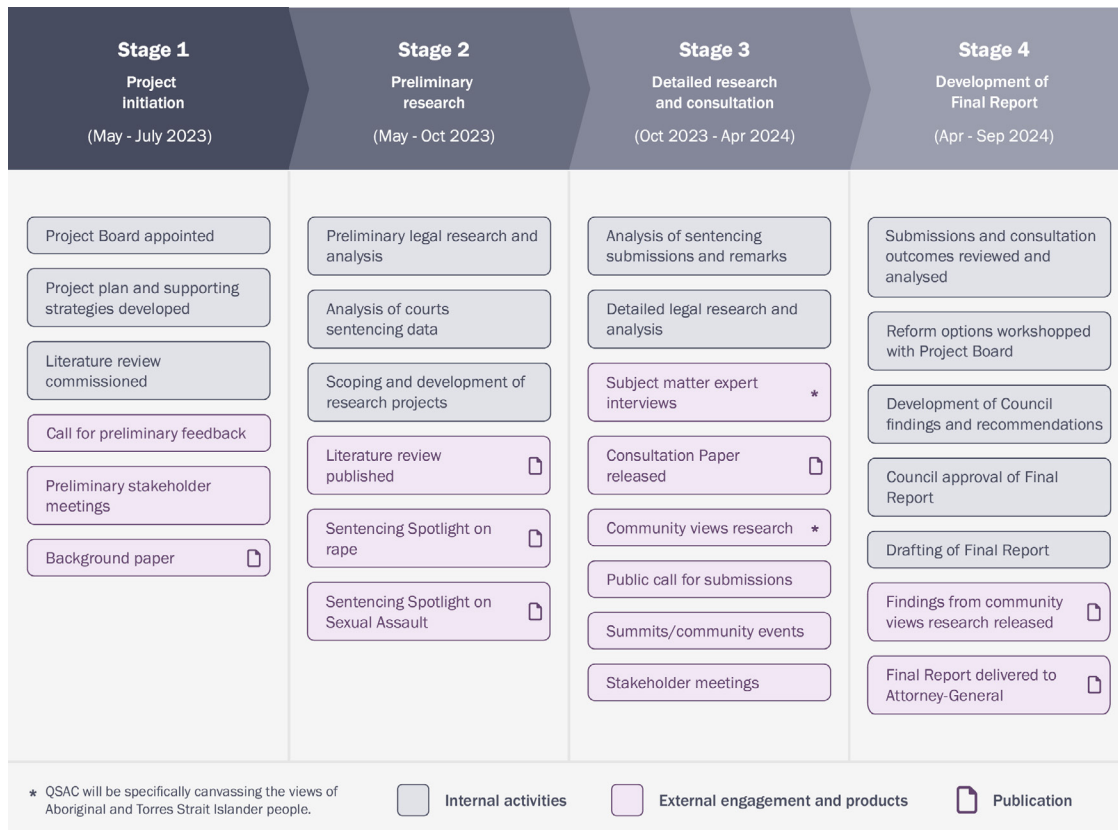 Stage 1
Project
initiation
(May - July 2023)
Stage 2
Preliminary
research
(May - Oct 2023)
Stage 3
Detailed research
and consultation
(Oct 2023 - Apr 2024)
Stage 4
Development of
Final Report
(Apr - Sep 2024)
Project Board appointed
Project plan and supporting
strategies developed
Literature review
commissioned
Call for preliminary feedback
Preliminary stakeholder
meetings
Background paper
Preliminary legal research and
analysis
Analysis of courts
sentencing data
Scoping and development of
research projects
Literature review
published
Sentencing Spotlight on
rape
Sentencing Spotlight on
Sexual Assault
Analysis of sentencing
submissions and remarks
Detailed legal research and
analysis
Subject matter expert
interviews *
Consultation Paper
released
Community views research *
Public call for submissions
Summits/community events
Stakeholder meetings
Submissions and consultation
outcomes reviewed and
analysed
Reform options workshopped
with Project Board
Development of Council
findings and recommendations
Council approval of Final
Report
Drafting of Final Report
Findings from community
views research released
Final Report delivered to
Attorney-General
* QSAC will be specifically canvassing the views of
Aboriginal and Torres Strait Islander people.
Internal activities
External engagement and products
Publication